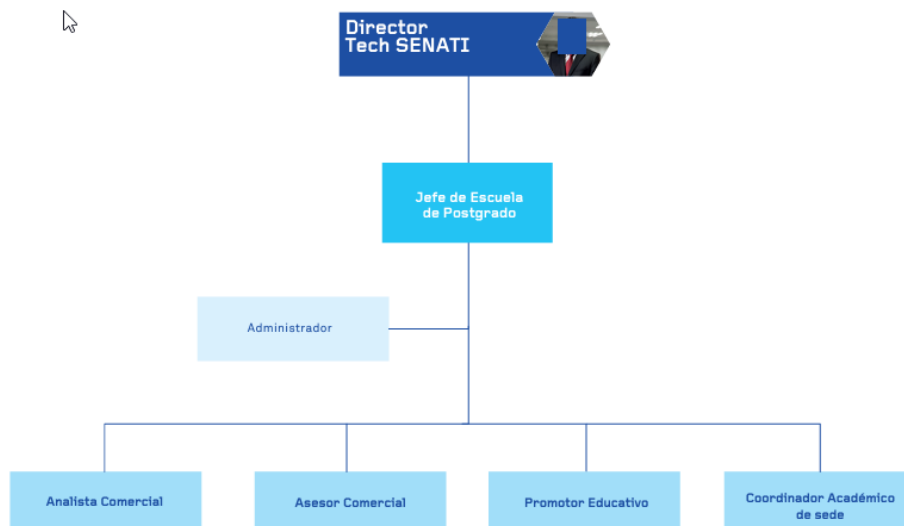 Director
Tech SENATI
Jefe de Escuela
de Postgrado
Administrador
Analista Comercial
Asesor Comercial
Promotor Educativo
Coordinador Académico
de sede